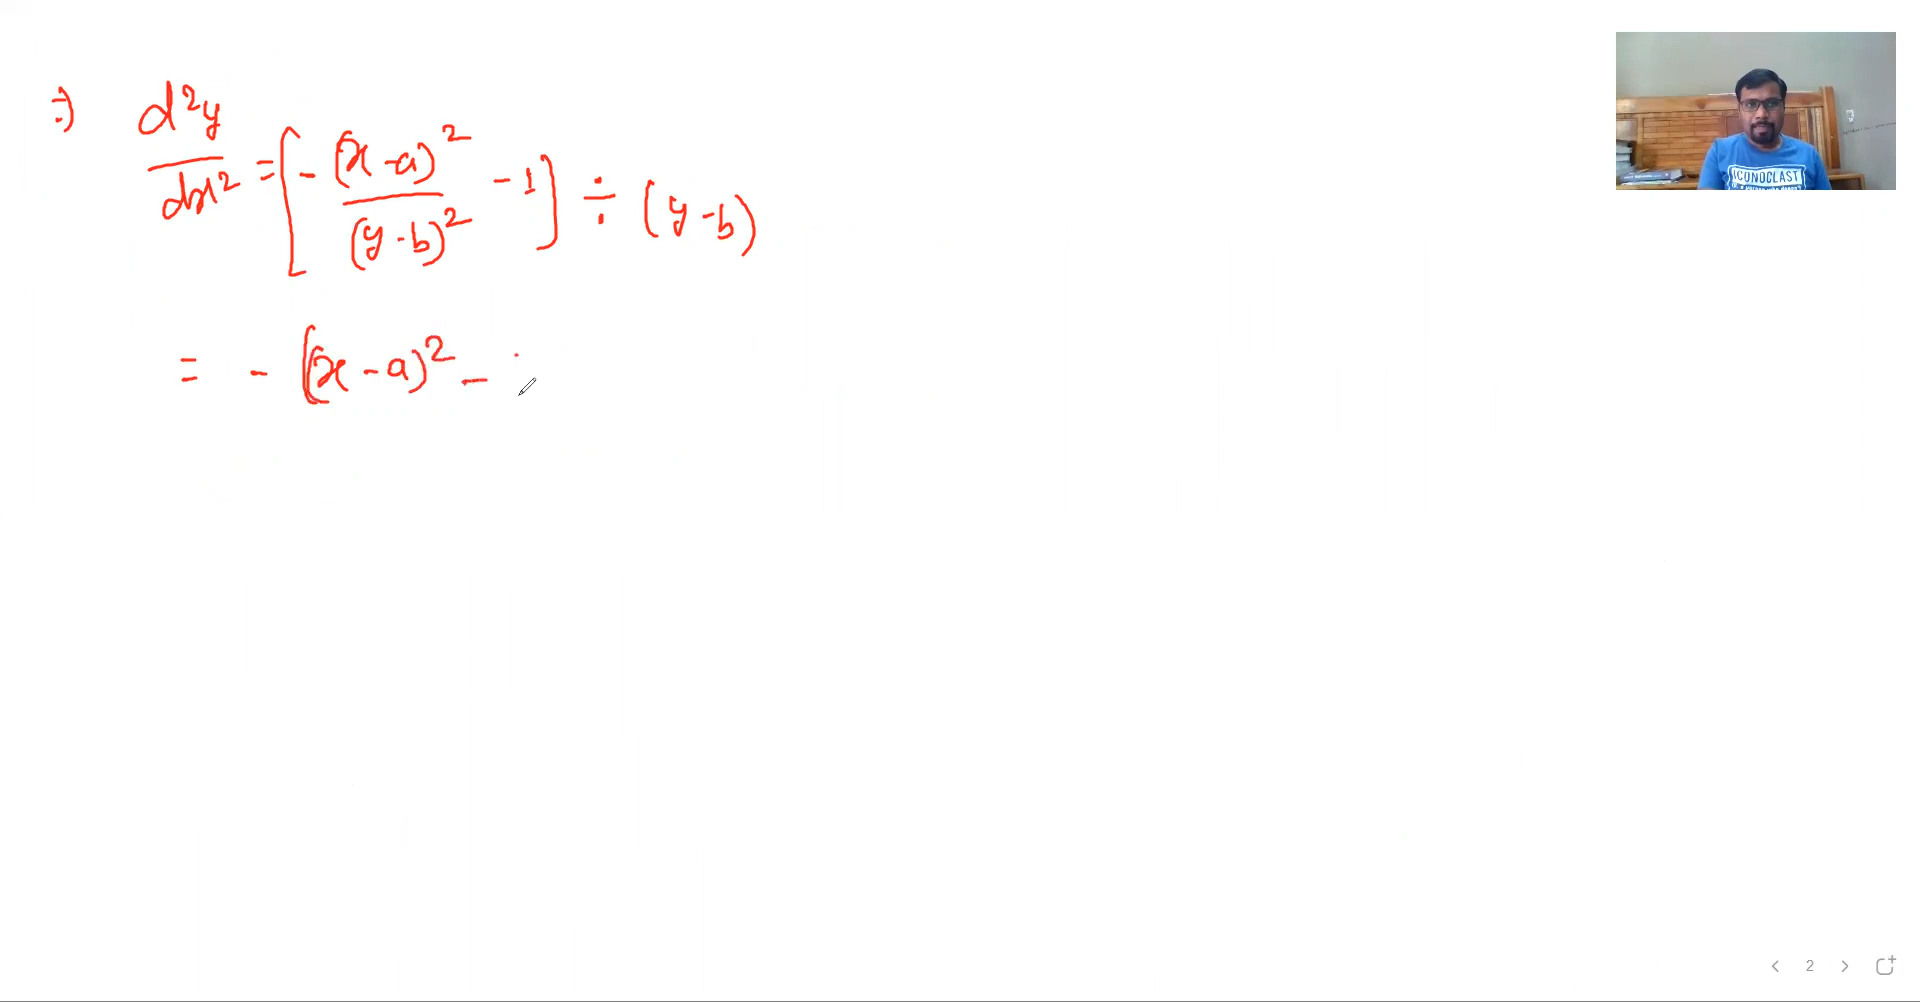 ⇒) d²y/dx² = [ - (x - a)²/(y - b)² - 1 ] ÷ (y - b)
= - (x - a)² -
ICONOCLAST
2